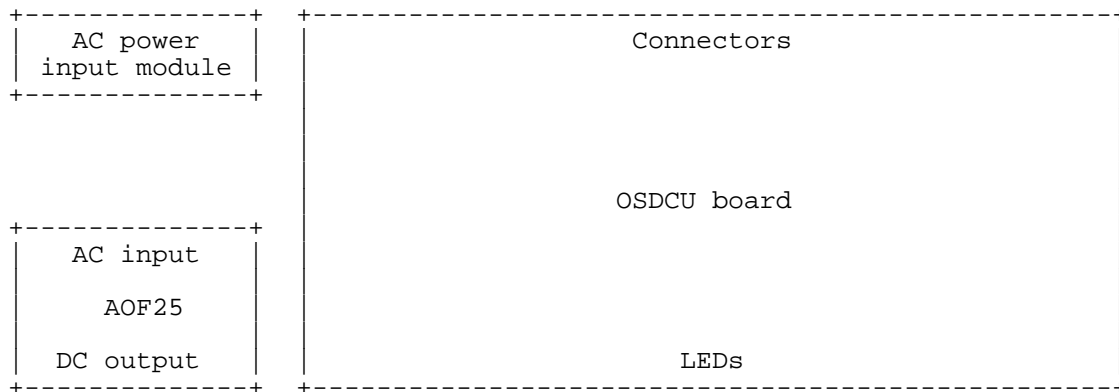 AC power
input module
Connectors
OSDCU board
AC input
AOF25
DC output
LEDs